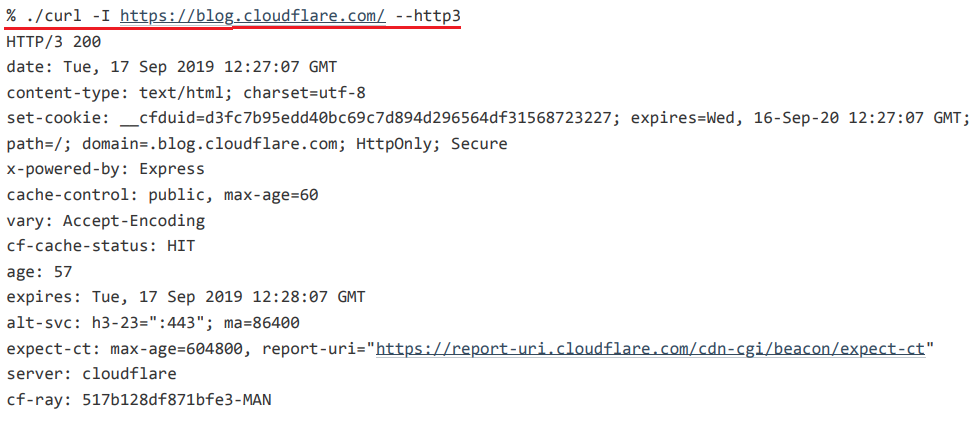 % ./curl -I https://blog.cloudflare.com/ --http3
HTTP/3 200
date: Tue, 17 Sep 2019 12:27:07 GMT
content-type: text/html; charset=utf-8
set-cookie: __cfduid=d3fc7b95edd40bc69c7d894d296564df31568723227; expires=Wed, 16-Sep-20 12:27:07 GMT;
path=/; domain=.blog.cloudflare.com; HttpOnly; Secure
x-powered-by: Express
cache-control: public, max-age=60
vary: Accept-Encoding
cf-cache-status: HIT
age: 57
expires: Tue, 17 Sep 2019 12:28:07 GMT
alt-svc: h3-23=":443"; ma=86400
expect-ct: max-age=604800, report-uri="https://report-uri.cloudflare.com/cdn-cgi/beacon/expect-ct"
server: cloudflare
cf-ray: 517b128df871bfe3-MAN